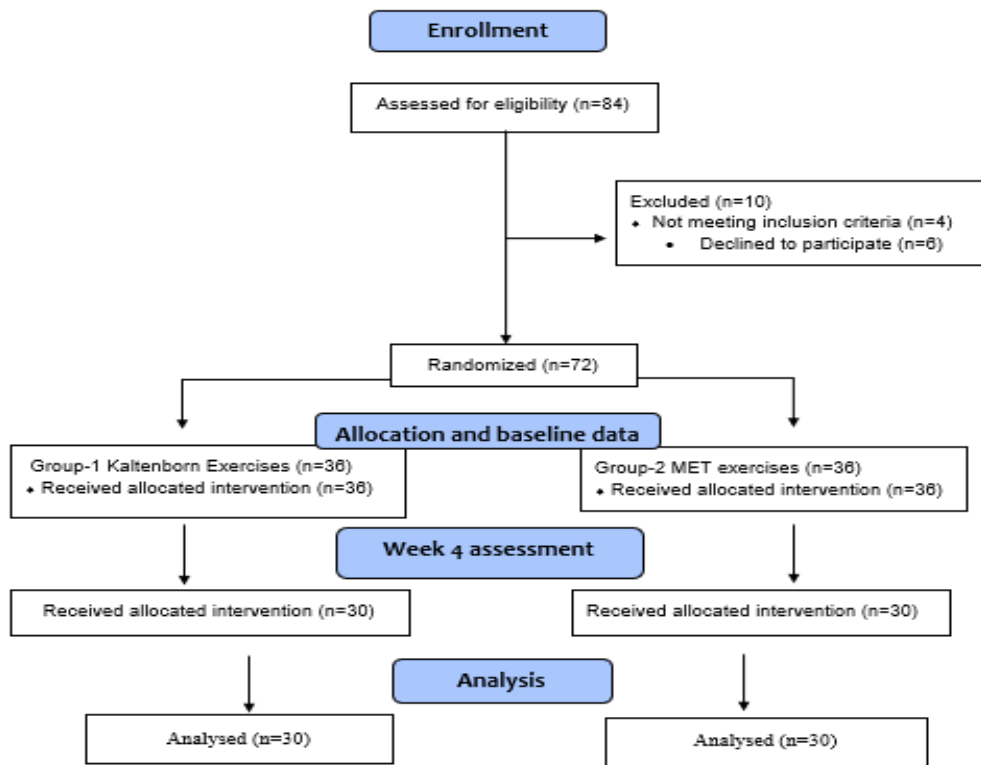 Enrollment
Assessed for eligibility (n=84)
Excluded (n=10)
• Not meeting inclusion criteria (n=4)
• Declined to participate (n=6)
Randomized (n=72)
Allocation and baseline data
Group-1 Kaltenborn Exercises (n=36)
• Received allocated intervention (n=36)
Group-2 MET exercises (n=36)
• Received allocated intervention (n=36)
Week 4 assessment
Received allocated intervention (n=30)
Received allocated intervention (n=30)
Analysis
Analysed (n=30)
Analysed (n=30)